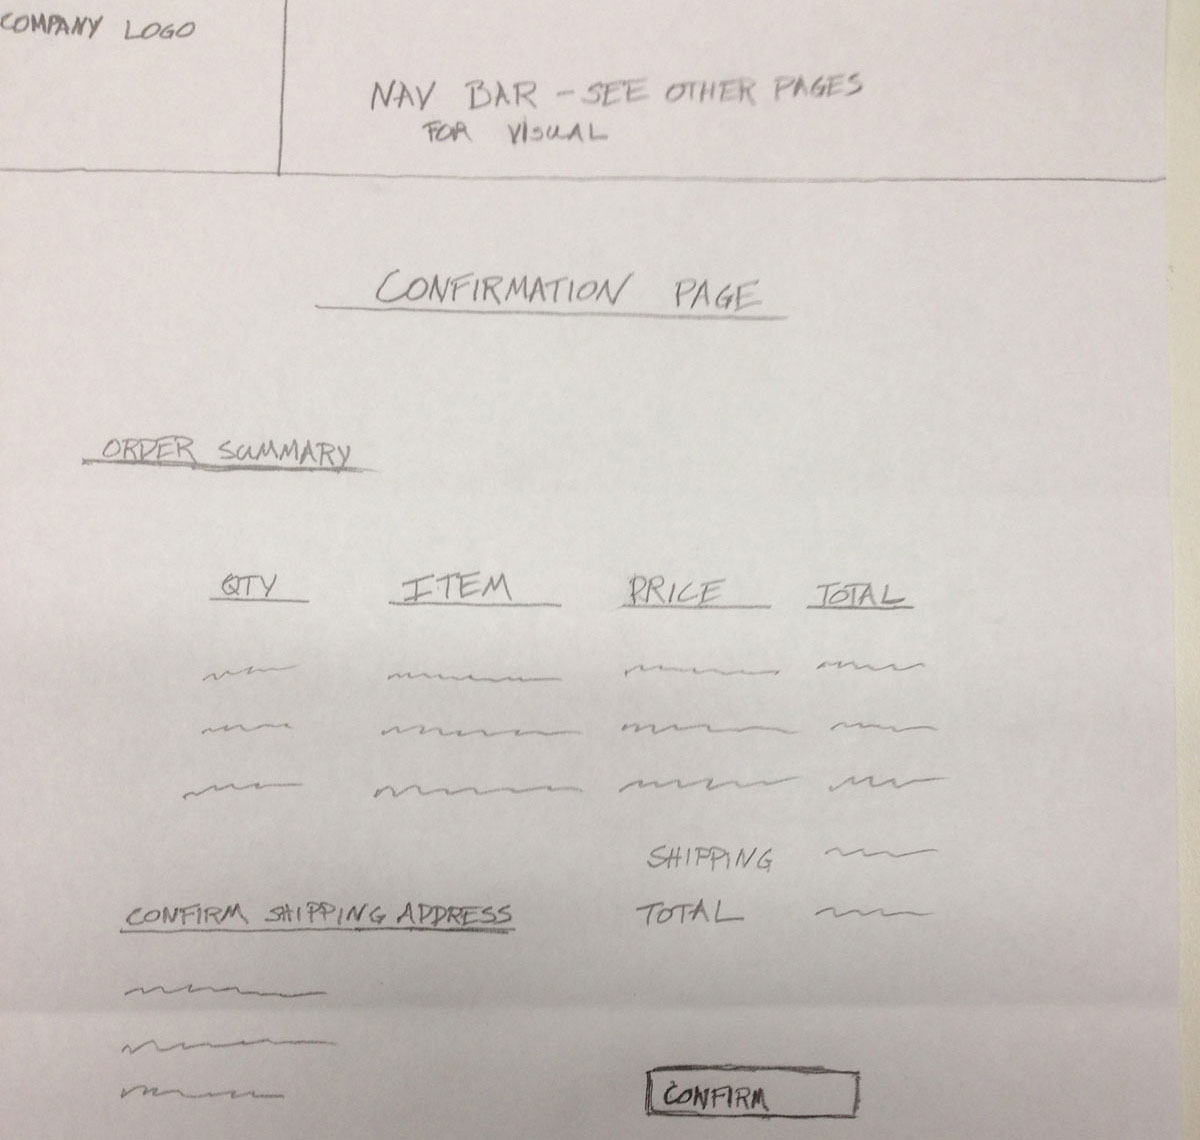 COMPANY LOGO
NAV BAR - SEE OTHER PAGES
FOR VISUAL
CONFIRMATION PAGE
ORDER SUMMARY
QTY ITEM PRICE TOTAL
SHIPPING
CONFIRM SHIPPING ADDRESS
TOTAL
CONFIRM